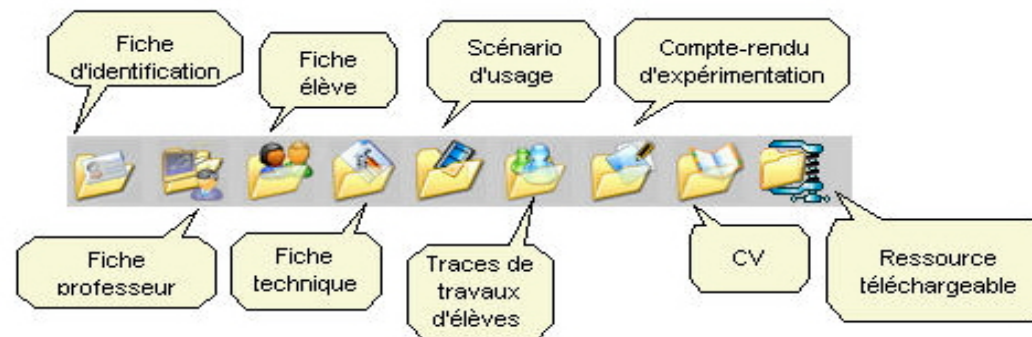 Fiche
d'identification
Fiche
élève
Scénario
d'usage
Compte-rendu
d'expérimentation
Fiche
professeur
Fiche
technique
Traces de
travaux
d'élèves
CV
Ressource
téléchargeable